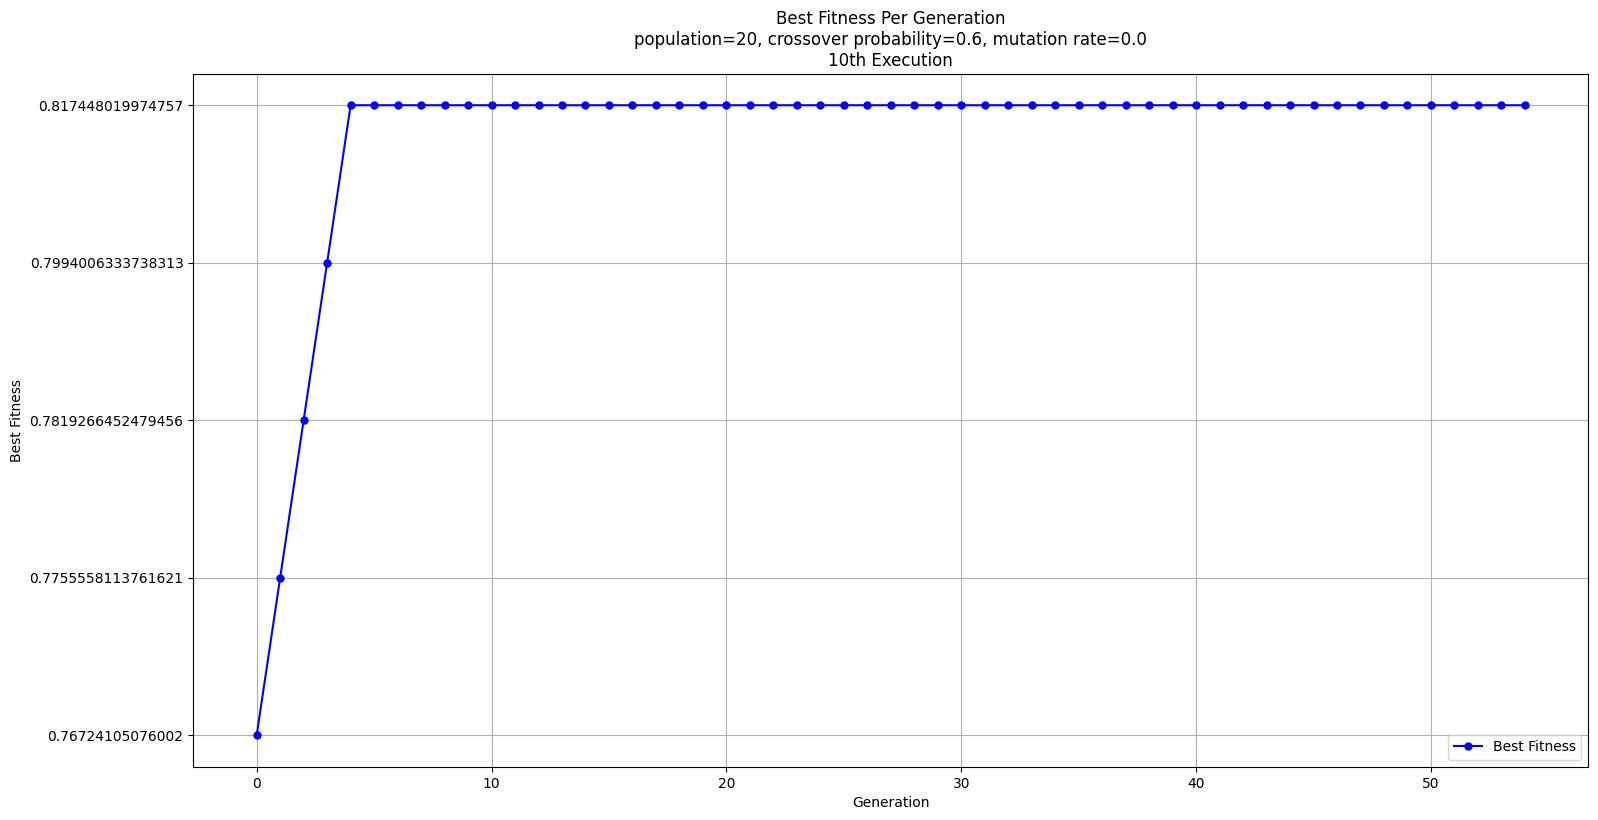 Best Fitness Per Generation
population=20, crossover probability=0.6, mutation rate=0.0
10th Execution
0.817448019974757
0.7994006333738313
0.7819266452479456
0.7755558113761621
0.76724105076002
Best Fitness
0
10
20
30
40
50
Generation
Best Fitness